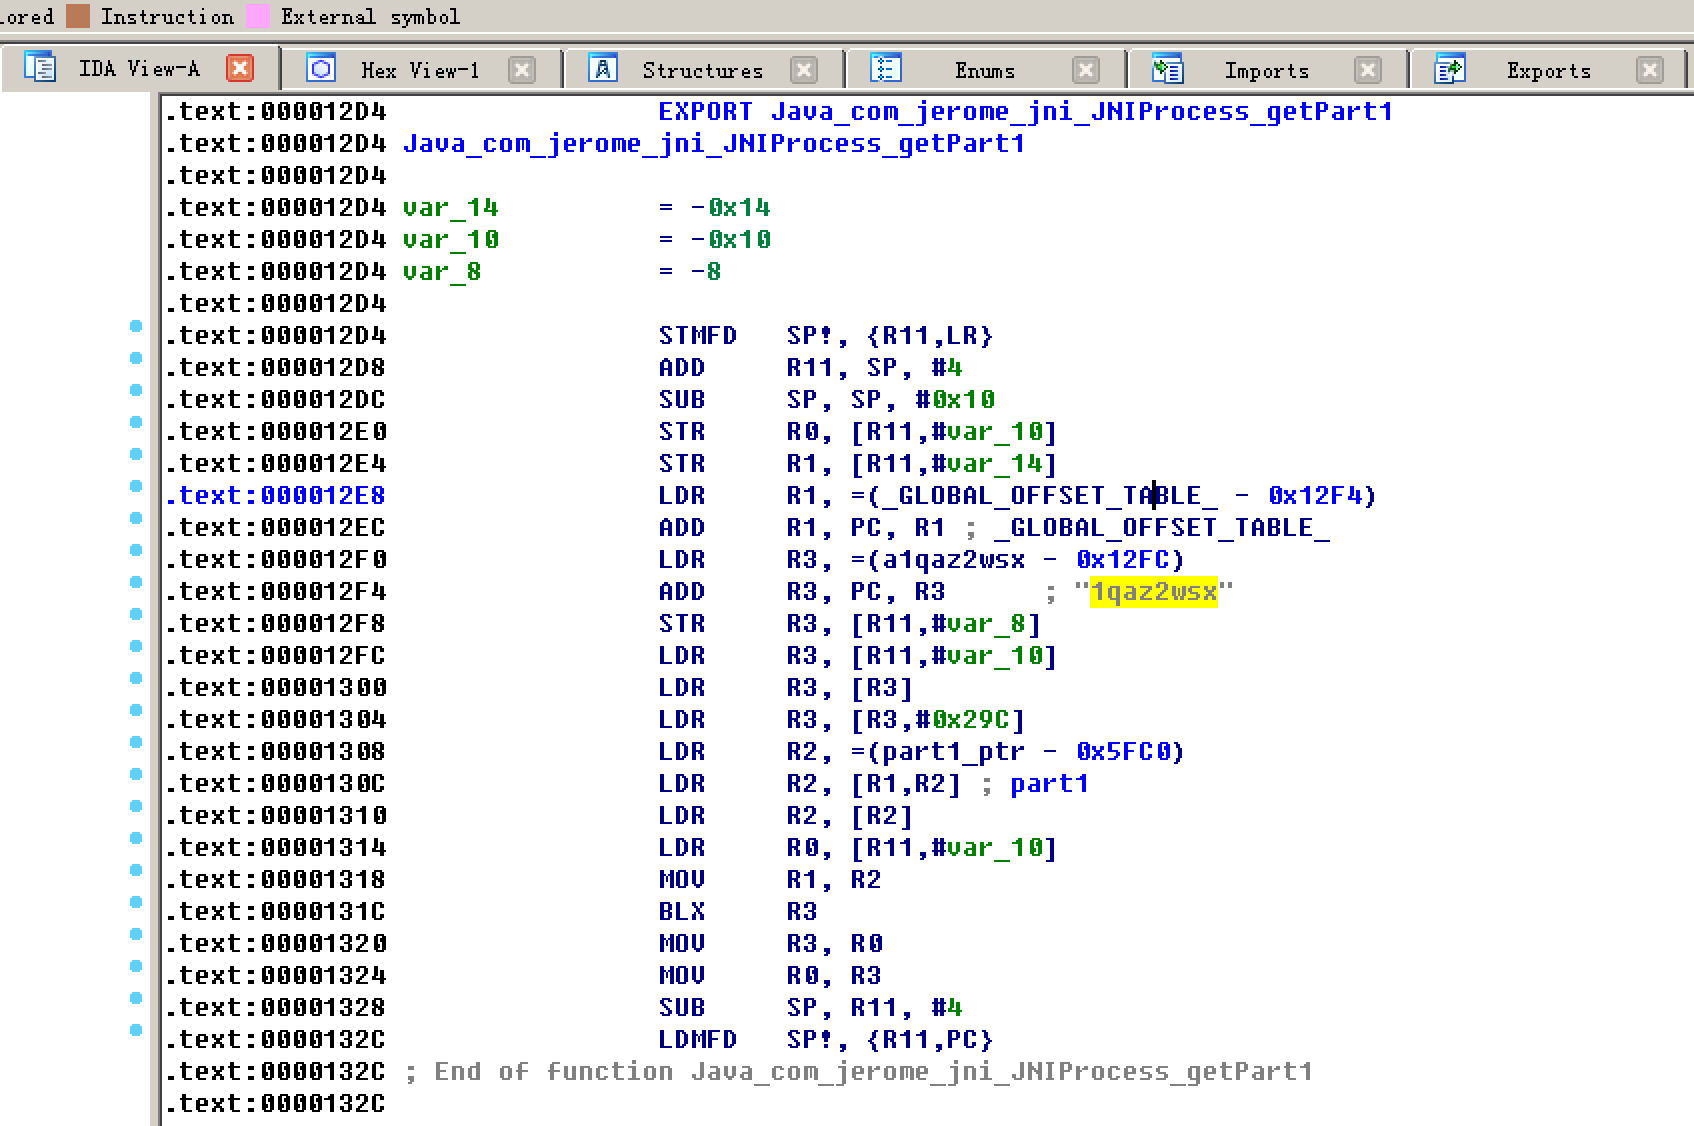 ored Instruction External symbol
IDA View-A Hex View-1 Structures Enums Imports Exports
.text:000012D4 EXPORT Java_com_jerome_jni_JNIProcess_getPart1
.text:000012D4 Java_com_jerome_jni_JNIProcess_getPart1
.text:000012D4
.text:000012D4 var_14 = -0x14
.text:000012D4 var_10 = -0x10
.text:000012D4 var_8 = -8
.text:000012D4
.text:000012D4 STMFD SP!, {R11,LR}
.text:000012D8 ADD R11, SP, #4
.text:000012DC SUB SP, SP, #0x10
.text:000012E0 STR R0, [R11,#var_10]
.text:000012E4 STR R1, [R11,#var_14]
.text:000012E8 LDR R1, =(_GLOBAL_OFFSET_TABLE_ - 0x12F4)
.text:000012EC ADD R1, PC, R1 ; _GLOBAL_OFFSET_TABLE_
.text:000012F0 LDR R3, =(a1qaz2wsx - 0x12FC)
.text:000012F4 ADD R3, PC, R3 ; "1qaz2wsx"
.text:000012F8 STR R3, [R11,#var_8]
.text:000012FC LDR R3, [R11,#var_10]
.text:00001300 LDR R3, [R3]
.text:00001304 LDR R3, [R3,#0x29C]
.text:00001308 LDR R2, =(part1_ptr - 0x5FC0)
.text:0000130C LDR R2, [R1,R2] ; part1
.text:00001310 LDR R2, [R2]
.text:00001314 LDR R0, [R11,#var_10]
.text:00001318 MOV R1, R2
.text:0000131C BLX R3
.text:00001320 MOV R3, R0
.text:00001324 MOV R0, R3
.text:00001328 SUB SP, R11, #4
.text:0000132C LDMFD SP!, {R11,PC}
.text:0000132C ; End of function Java_com_jerome_jni_JNIProcess_getPart1
.text:0000132C